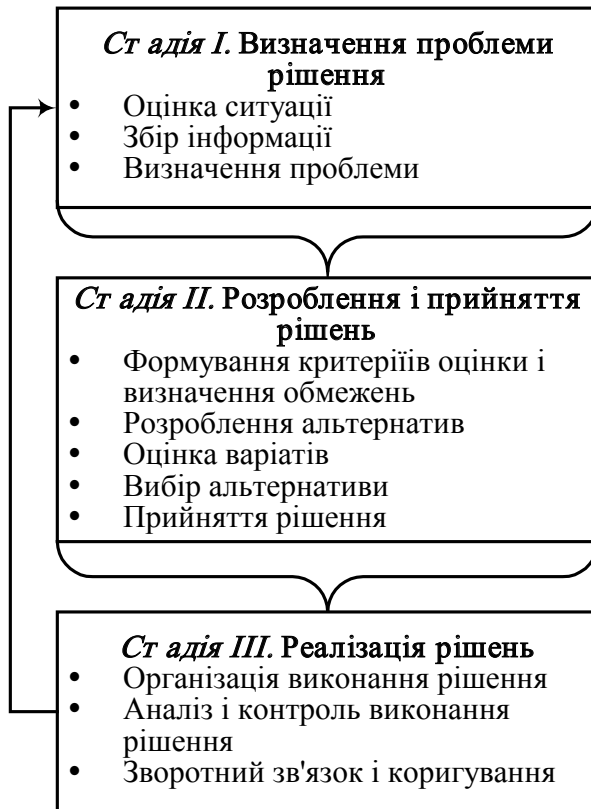 Ст адія I. Визначення проблеми
рішення
• Оцінка ситуації
• Збір інформації
• Визначення проблеми
Ст адія II. Розроблення і прийняття
рішень
• Формування критеріїів оцінки і
визначення обмежень
• Розроблення альтернатив
• Оцінка варіатів
• Вибір альтернативи
• Прийняття рішення
Ст адія III. Реалізація рішень
• Організація виконання рішення
• Аналіз і контроль виконання
рішення
• Зворотний зв'язок і коригування